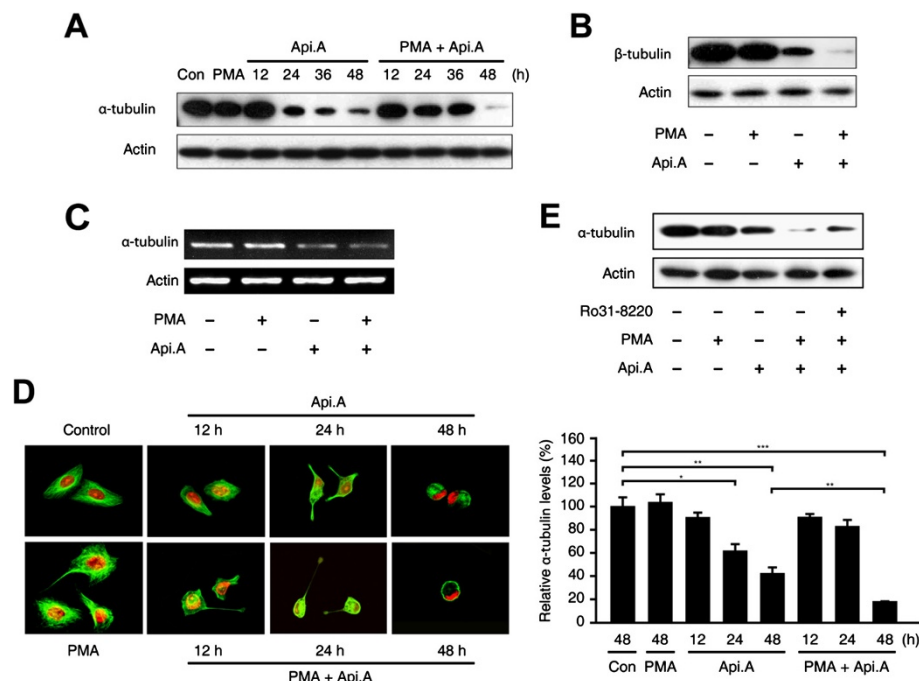 A
Api.A
PMA + Api.A
Con PMA 12 24 36 48 12 24 36 48 (h)
α-tubulin
Actin
B
β-tubulin
Actin
PMA – + – +
Api.A – – + +
C
α-tubulin
Actin
PMA – + – +
Api.A – – + +
E
α-tubulin
Actin
Ro31-8220 – – – – +
PMA – + – + +
Api.A – – + + +
D
Api.A
Control 12 h 24 h 48 h
PMA 12 h 24 h 48 h
PMA + Api.A
Relative α-tubulin levels (%)
160
140
120
100
80
60
40
20
0
***
**
*
**
48 48 12 24 48 12 24 48 (h)
Con PMA Api.A PMA + Api.A